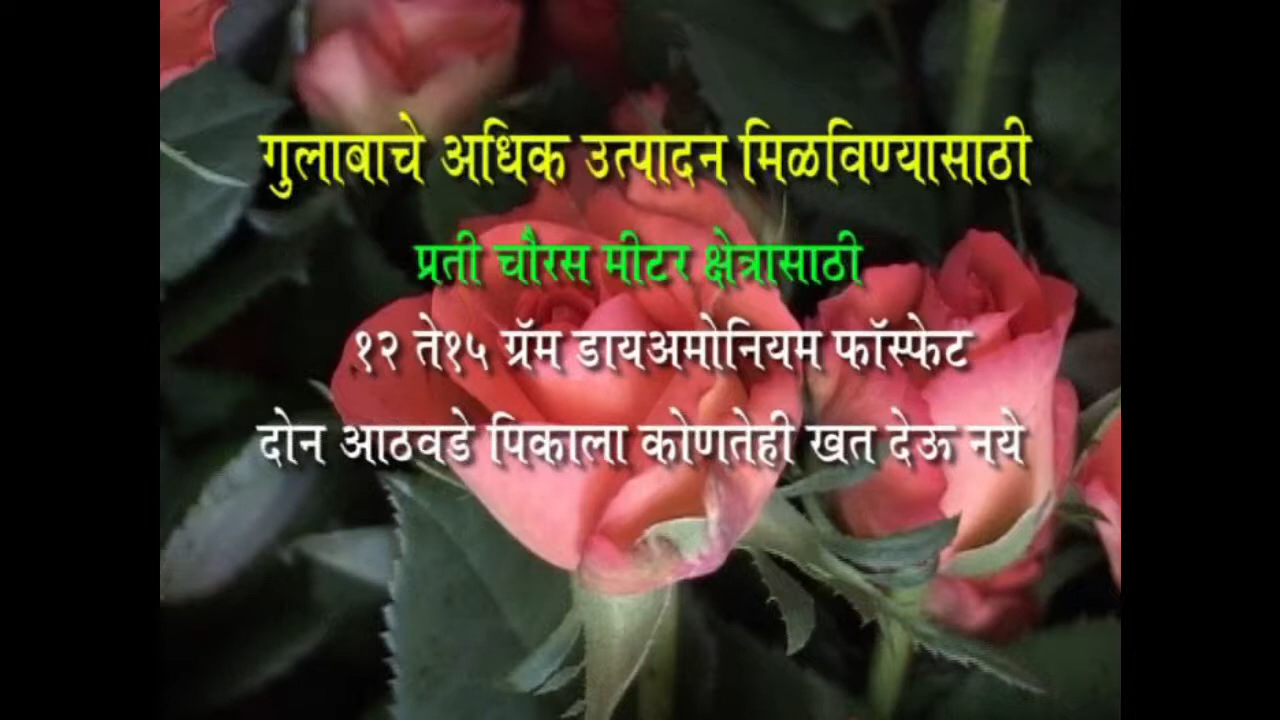 गुलाबाचे अधिक उत्पादन मिळविण्यासाठी
प्रती चौरस मीटर क्षेत्रासाठी
१२ ते१५ ग्रॅम डायअमोनियम फॉस्फेट
दोन आठवडे पिकाला कोणतेही खत देऊ नये